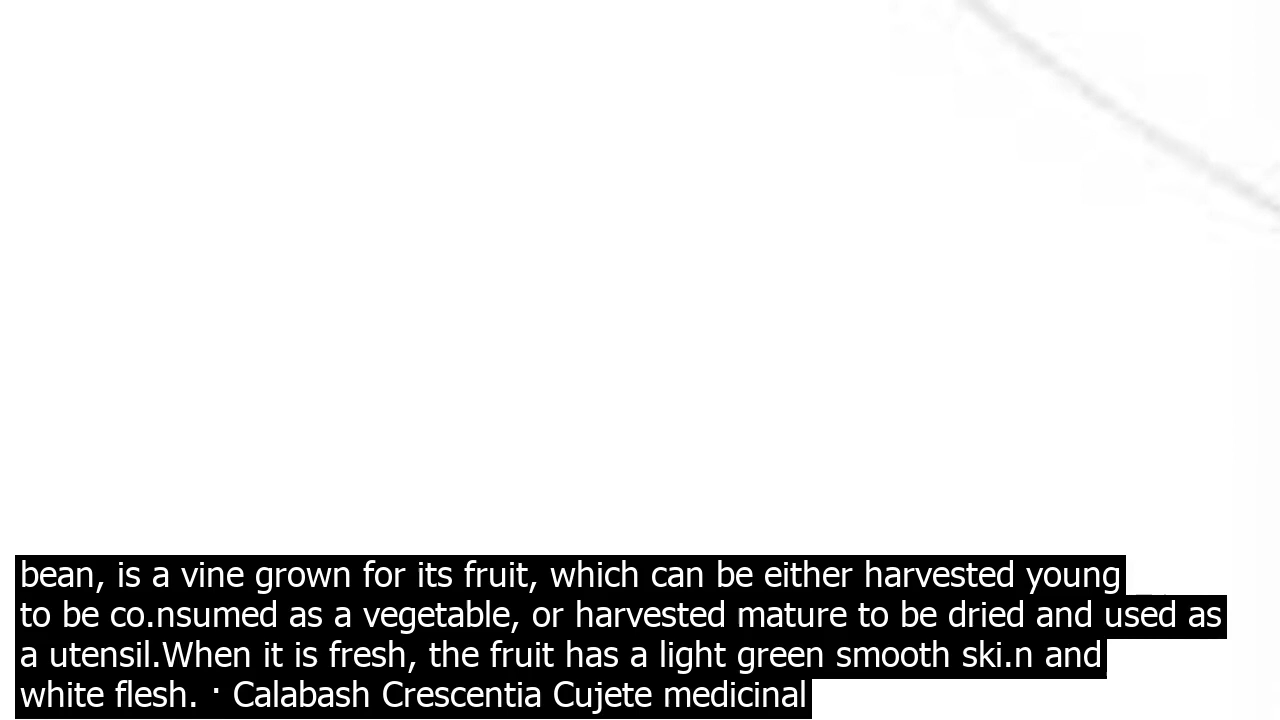 bean, is a vine grown for its fruit, which can be either harvested young
to be co.nsumed as a vegetable, or harvested mature to be dried and used as
a utensil.When it is fresh, the fruit has a light green smooth ski.n and
white flesh. · Calabash Crescentia Cujete medicinal